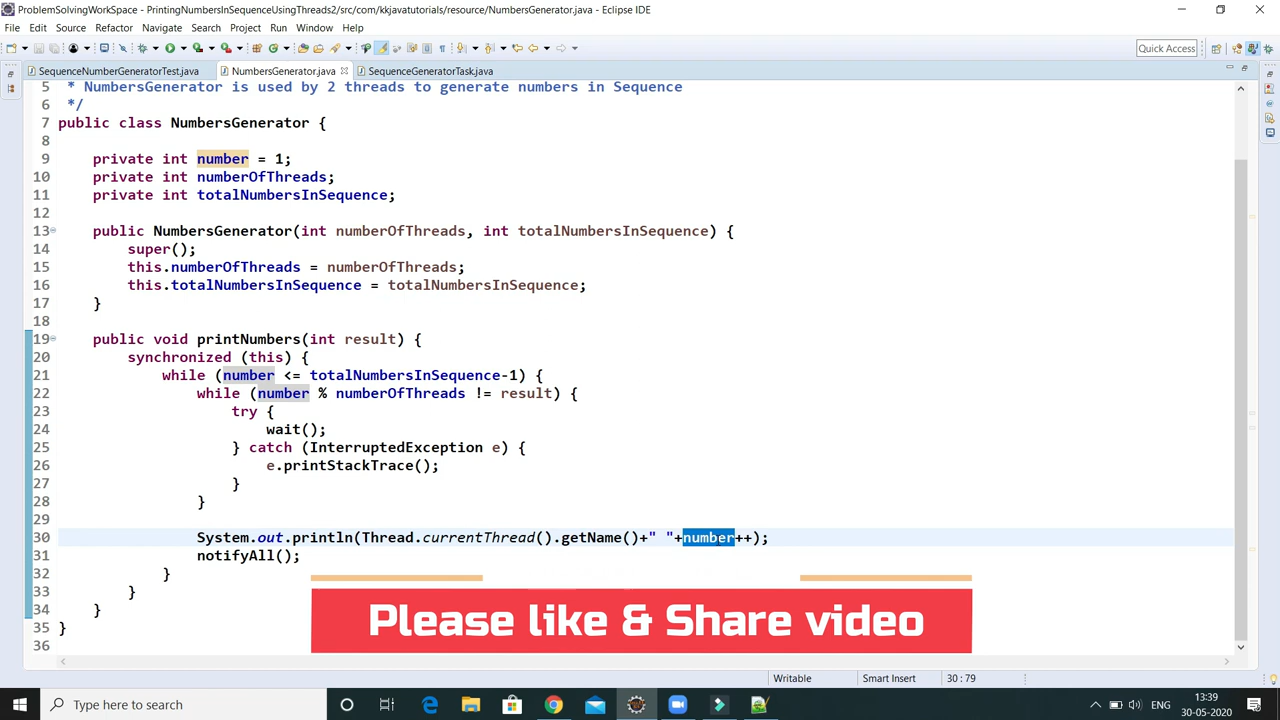 ProblemSolvingWorkSpace - PrintingNumbersInSequenceUsingThreads2/src/com/kkjavatutorials/resource/NumbersGenerator.java - Eclipse IDE
File Edit Source Refactor Navigate Search Project Run Window Help
Quick Access
SequenceNumberGeneratorTest.java NumbersGenerator.java SequenceGeneratorTask.java
5 * NumbersGenerator is used by 2 threads to generate numbers in Sequence
6 */
7 public class NumbersGenerator {
8
9 private int number = 1;
10 private int numberOfThreads;
11 private int totalNumbersInSequence;
12
13 public NumbersGenerator(int numberOfThreads, int totalNumbersInSequence) {
14 super();
15 this.numberOfThreads = numberOfThreads;
16 this.totalNumbersInSequence = totalNumbersInSequence;
17 }
18
19 public void printNumbers(int result) {
20 synchronized (this) {
21 while (number <= totalNumbersInSequence-1) {
22 while (number % numberOfThreads != result) {
23 try {
24 wait();
25 } catch (InterruptedException e) {
26 e.printStackTrace();
27 }
28 }
29
30 System.out.println(Thread.currentThread().getName()+" "+number++);
31 notifyAll();
32 }
33 }
34 }
35 }
36
Please like & Share video
Writable Smart Insert 30 : 79
Type here to search
ENG
13:39
30-05-2020